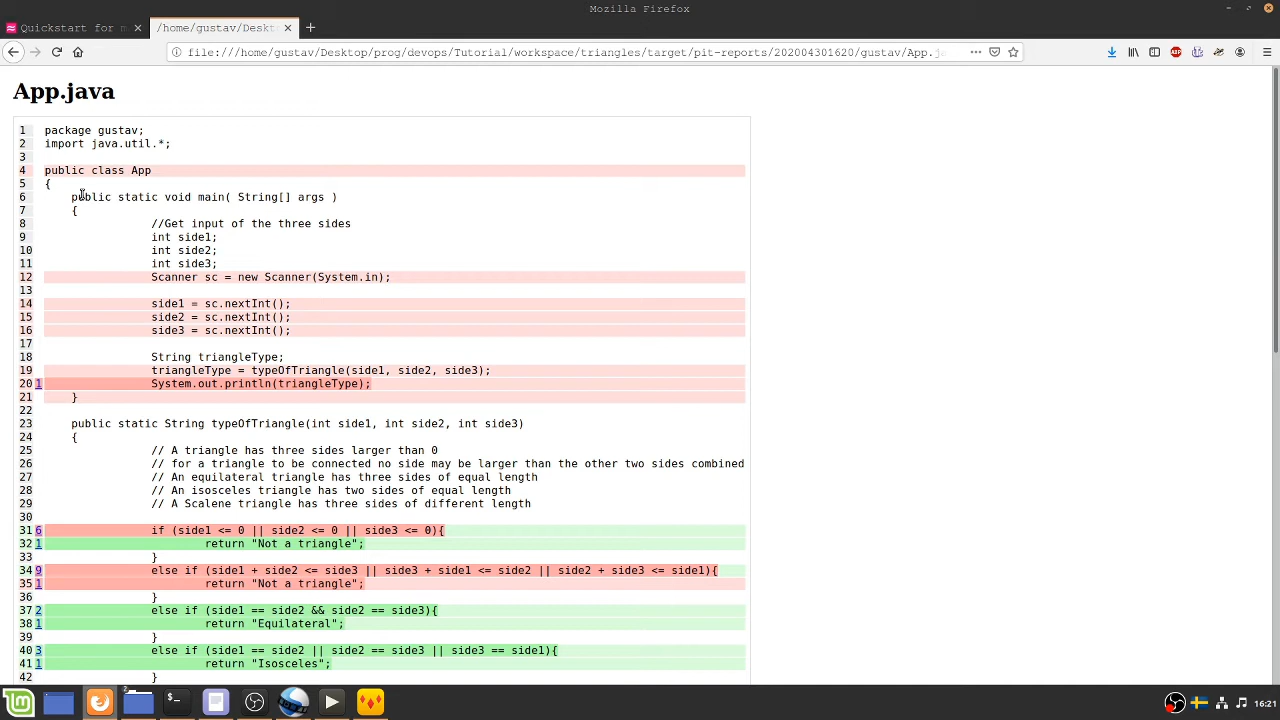 Mozilla Firefox
Quickstart for m
/home/gustav/Deskt
file:///home/gustav/Desktop/prog/devops/Tutorial/workspace/triangles/target/pit-reports/202004301620/gustav/App.j
App.java
1 package gustav;
2 import java.util.*;
3
4 public class App
5 {
6 public static void main( String[] args )
7 {
8 //Get input of the three sides
9 int side1;
10 int side2;
11 int side3;
12 Scanner sc = new Scanner(System.in);
13
14 side1 = sc.nextInt();
15 side2 = sc.nextInt();
16 side3 = sc.nextInt();
17
18 String triangleType;
19 triangleType = typeOfTriangle(side1, side2, side3);
20 1 System.out.println(triangleType);
21 }
22
23 public static String typeOfTriangle(int side1, int side2, int side3)
24 {
25 // A triangle has three sides larger than 0
26 // for a triangle to be connected no side may be larger than the other two sides combined
27 // An equilateral triangle has three sides of equal length
28 // An isosceles triangle has two sides of equal length
29 // A Scalene triangle has three sides of different length
30
31 6 if (side1 <= 0 || side2 <= 0 || side3 <= 0){
32 1 return "Not a triangle";
33 }
34 9 else if (side1 + side2 <= side3 || side3 + side1 <= side2 || side2 + side3 <= side1){
35 1 return "Not a triangle";
36 }
37 2 else if (side1 == side2 && side2 == side3){
38 1 return "Equilateral";
39 }
40 3 else if (side1 == side2 || side2 == side3 || side3 == side1){
41 1 return "Isosceles";
42 }
16:21